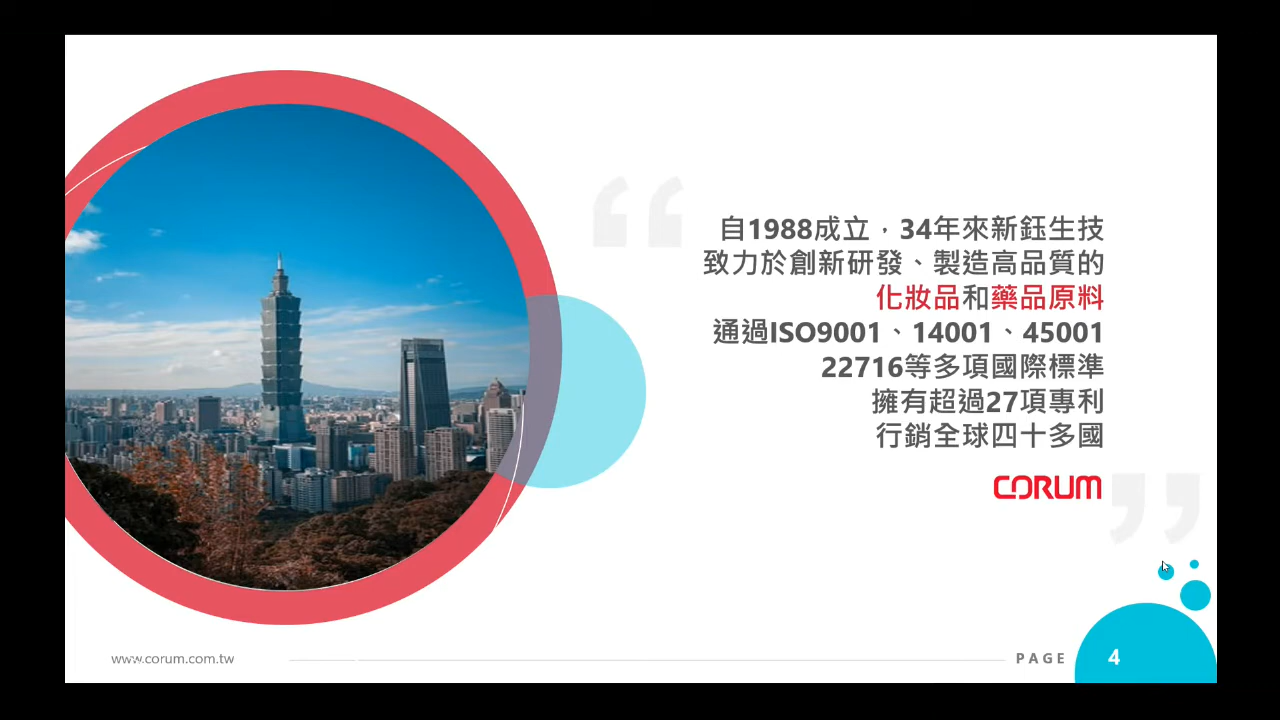 自1988成立，34年來新鈺生技
致力於創新研發、製造高品質的
化妝品和藥品原料
通過ISO9001、14001、45001
22716等多項國際標準
擁有超過27項專利
行銷全球四十多國
CORUM
www.corum.com.tw
PAGE 4